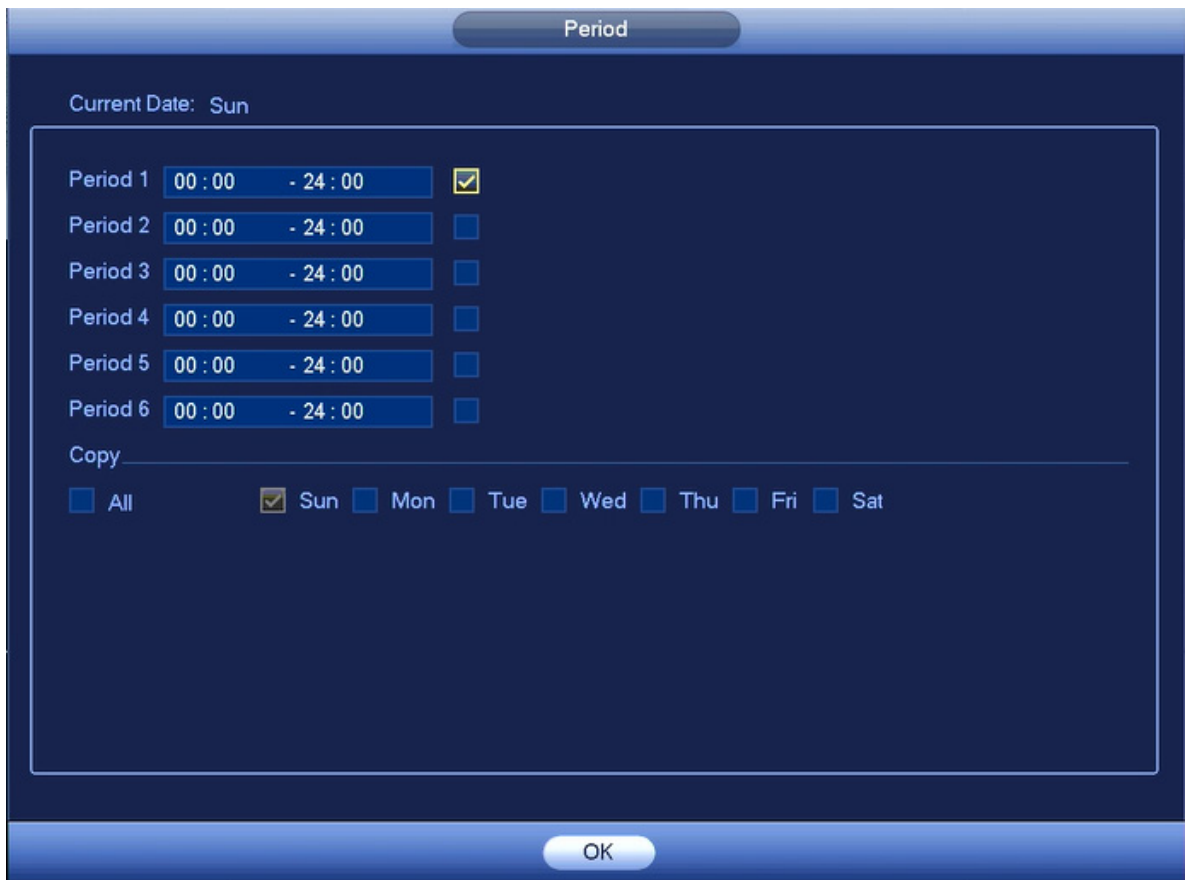 Period
Current Date: Sun
Period 1 00 : 00 - 24 : 00
Period 2 00 : 00 - 24 : 00
Period 3 00 : 00 - 24 : 00
Period 4 00 : 00 - 24 : 00
Period 5 00 : 00 - 24 : 00
Period 6 00 : 00 - 24 : 00
Copy
All Sun Mon Tue Wed Thu Fri Sat
OK